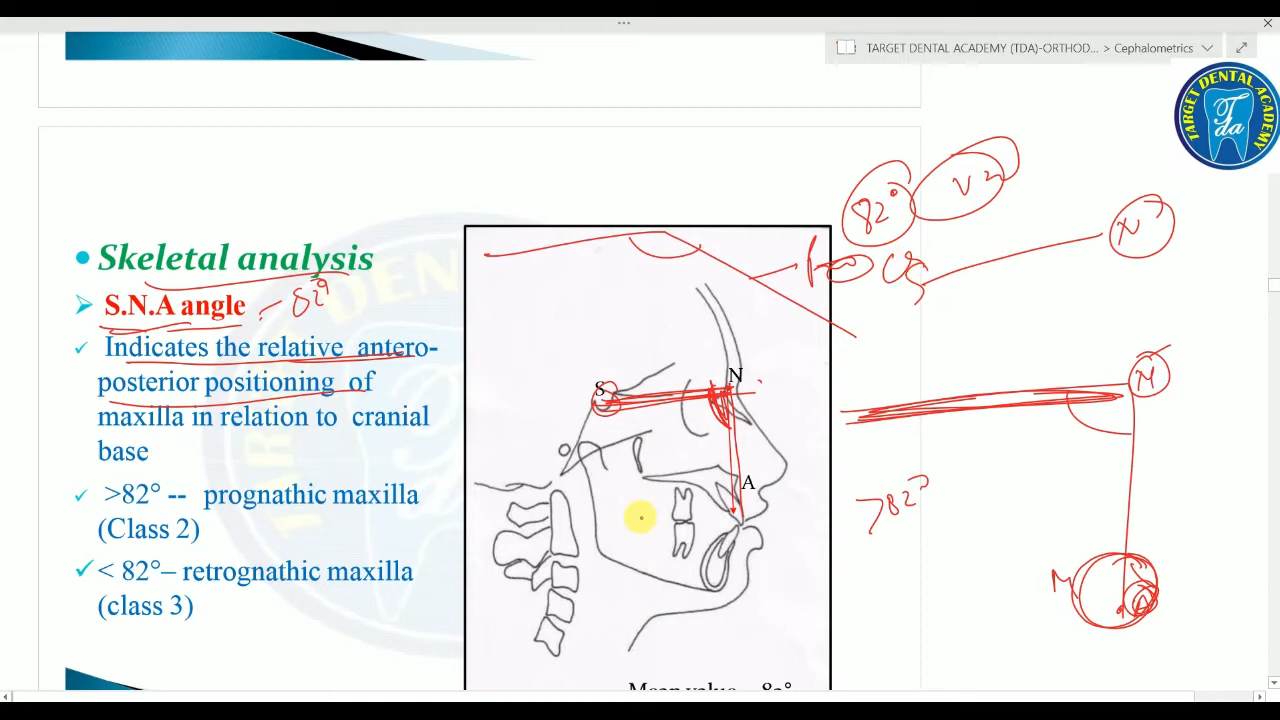 TARGET DENTAL ACADEMY (TDA)-ORTHOD... > Cephalometrics
TARGET DENTAL ACADEMY
Tda
82°
N
• Skeletal analysis
S.N.A angle
82°
Indicates the relative antero-
posterior positioning of
maxilla in relation to cranial
base
>82° -- prognathic maxilla
(Class 2)
< 82°– retrognathic maxilla
(class 3)
S
N
A
>82°
M
A